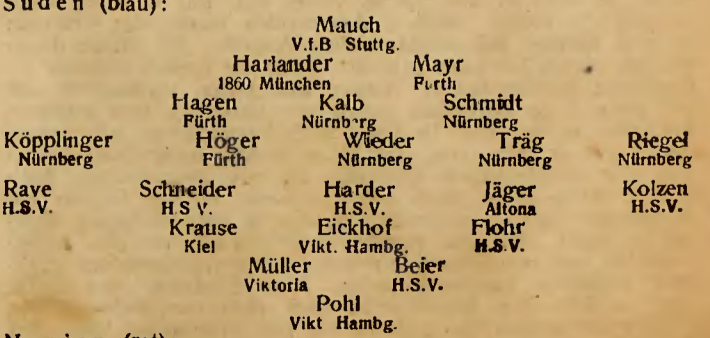 Süden (blau):
Mauch
V.f.B Stuttg.
Harlander Mayr
1860 München Fürth
Hagen Kalb Schmidt
Fürth Nürnberg Nürnberg
Köpplinger Höger Wieder Träg Riegel
Nürnberg Fürth Nürnberg Nürnberg Nürnberg
Rave Schneider Harder Jäger Kolzen
H.S.V. H.S.V. H.S.V. Altona H.S.V.
Krause Eickhof Flohr
Kiel Vikt. Hambg. H.S.V.
Müller Beier
Viktoria H.S.V.
Pohl
Vikt Hambg.